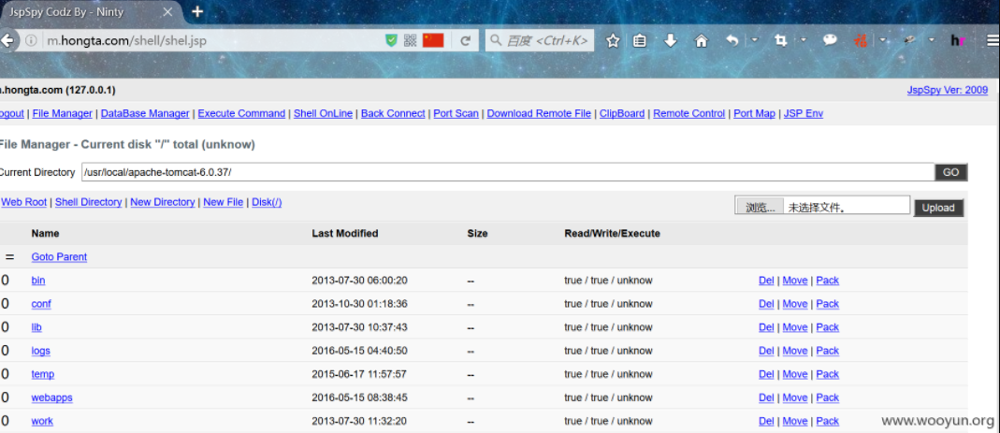 JspSpy Codz By - Ninty
m.hongta.com/shell/shel.jsp
百度 <Ctrl+K>
.hongta.com (127.0.0.1) JspSpy Ver: 2009
ogout | File Manager | DataBase Manager | Execute Command | Shell OnLine | Back Connect | Port Scan | Download Remote File | ClipBoard | Remote Control | Port Map | JSP Env
File Manager - Current disk "/" total (unknow)
Current Directory /usr/local/apache-tomcat-6.0.37/ GO
Web Root | Shell Directory | New Directory | New File | Disk(/) 浏览... 未选择文件。 Upload
Name Last Modified Size Read/Write/Execute
= Goto Parent
0 bin 2013-07-30 06:00:20 -- true / true / unknow Del | Move | Pack
0 conf 2013-10-30 01:18:36 -- true / true / unknow Del | Move | Pack
0 lib 2013-07-30 10:37:43 -- true / true / unknow Del | Move | Pack
0 logs 2016-05-15 04:40:50 -- true / true / unknow Del | Move | Pack
0 temp 2015-06-17 11:57:57 -- true / true / unknow Del | Move | Pack
0 webapps 2016-05-15 08:38:45 -- true / true / unknow Del | Move | Pack
0 work 2013-07-30 11:32:20 -- true / true / unknow Del | Move | Pack
www.wooyun.org